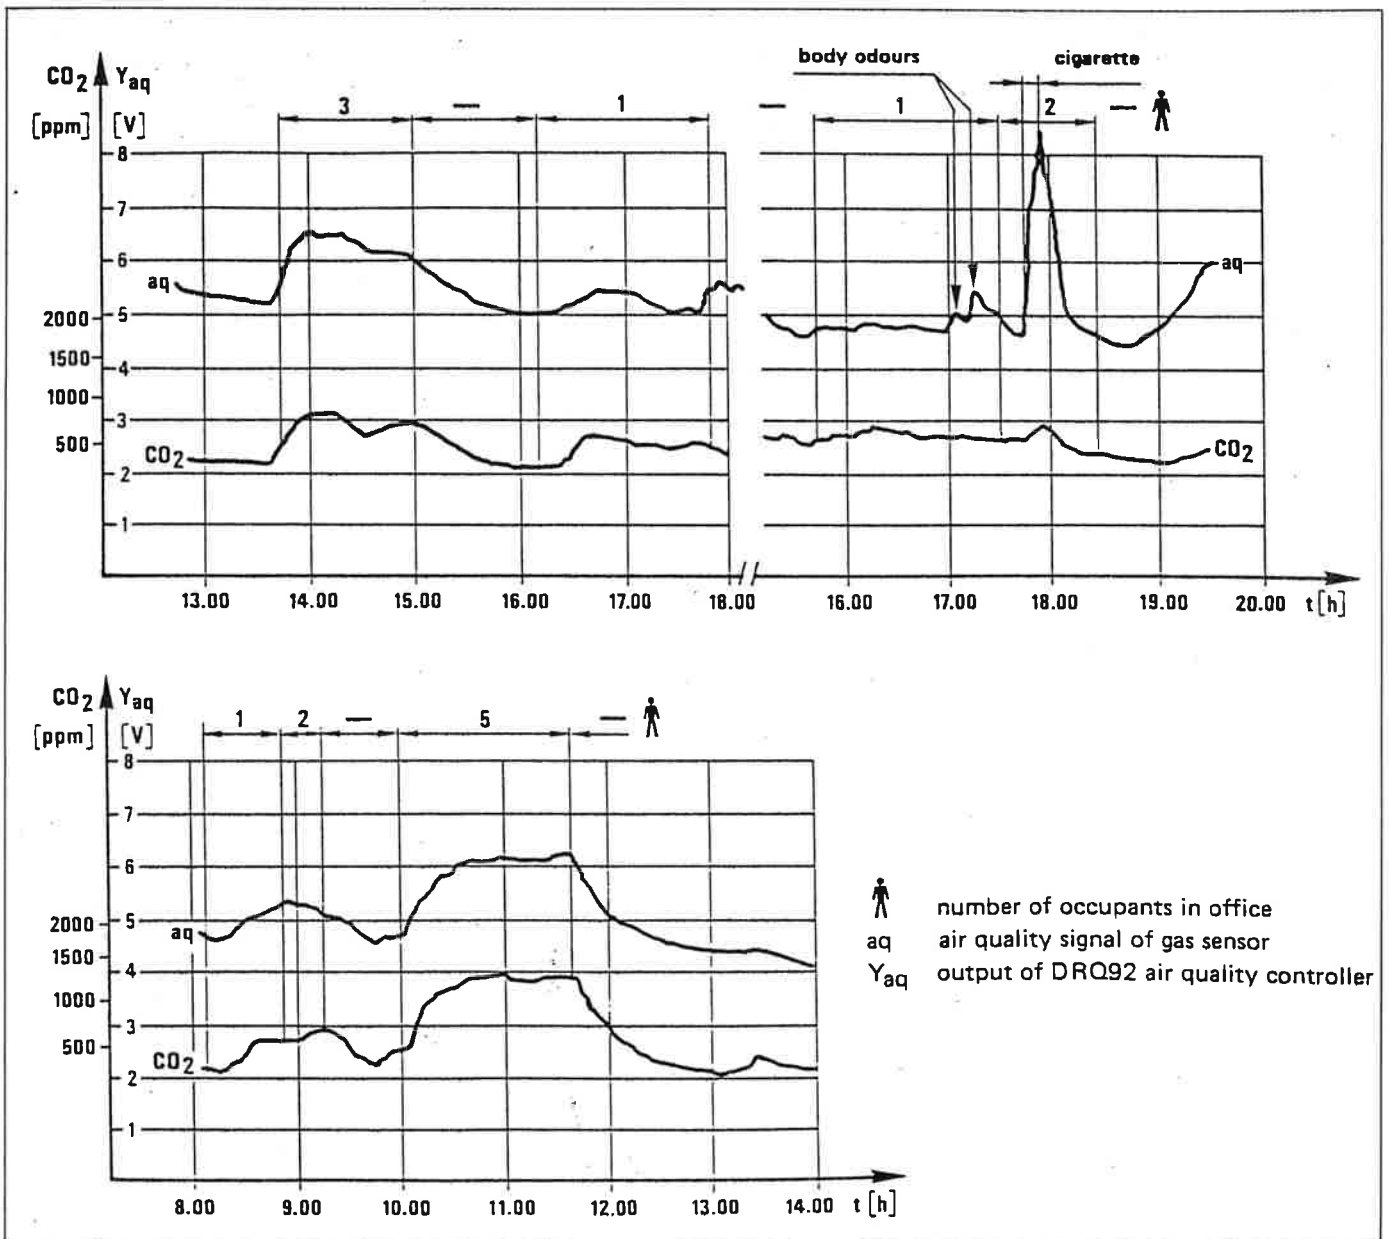 body odours
cigarette
CO2 Yaq
[ppm] [V]
3 — 1 — 1 2 —
8
7
6
aq
aq
2000 5
1500
4
1000
3
500
CO2
CO2
2
1
13.00 14.00 15.00 16.00 17.00 18.00 16.00 17.00 18.00 19.00 20.00 t[h]
CO2 Yaq
[ppm] [V]
1 2 — 5 —
8
7
6
2000 5
aq
1500
4
1000
3
500
CO2
2
1
8.00 9.00 10.00 11.00 12.00 13.00 14.00 t[h]
number of occupants in office
aq air quality signal of gas sensor
Yaq output of DRQ92 air quality controller